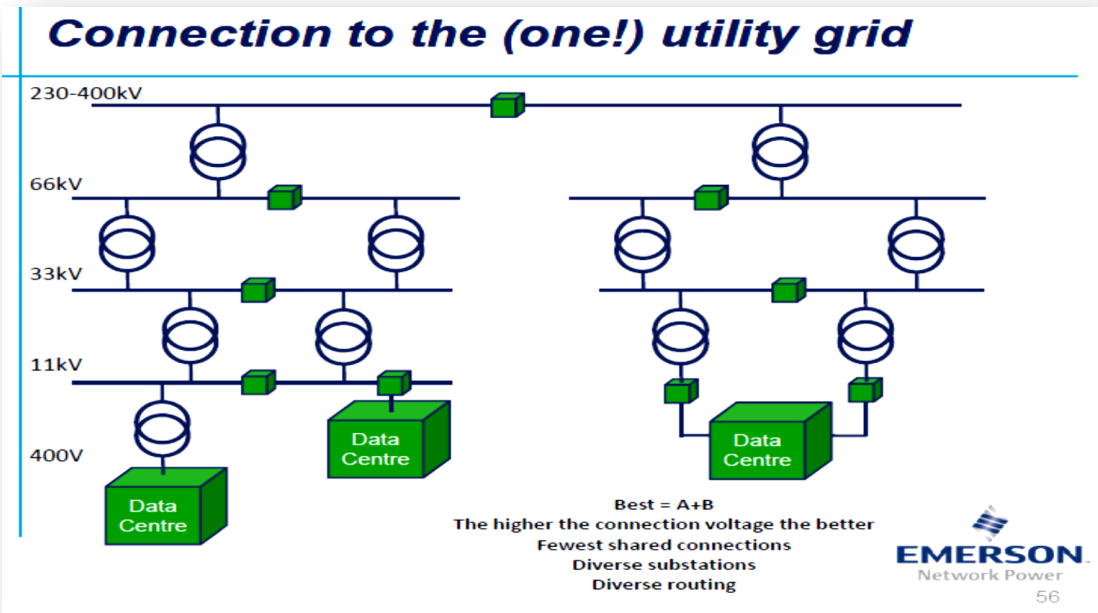 Connection to the (one!) utility grid
230-400kV
66kV
33kV
11kV
400V
Data
Centre
Data
Centre
Data
Centre
Best = A+B
The higher the connection voltage the better
Fewest shared connections
Diverse substations
Diverse routing
EMERSON
Network Power
56